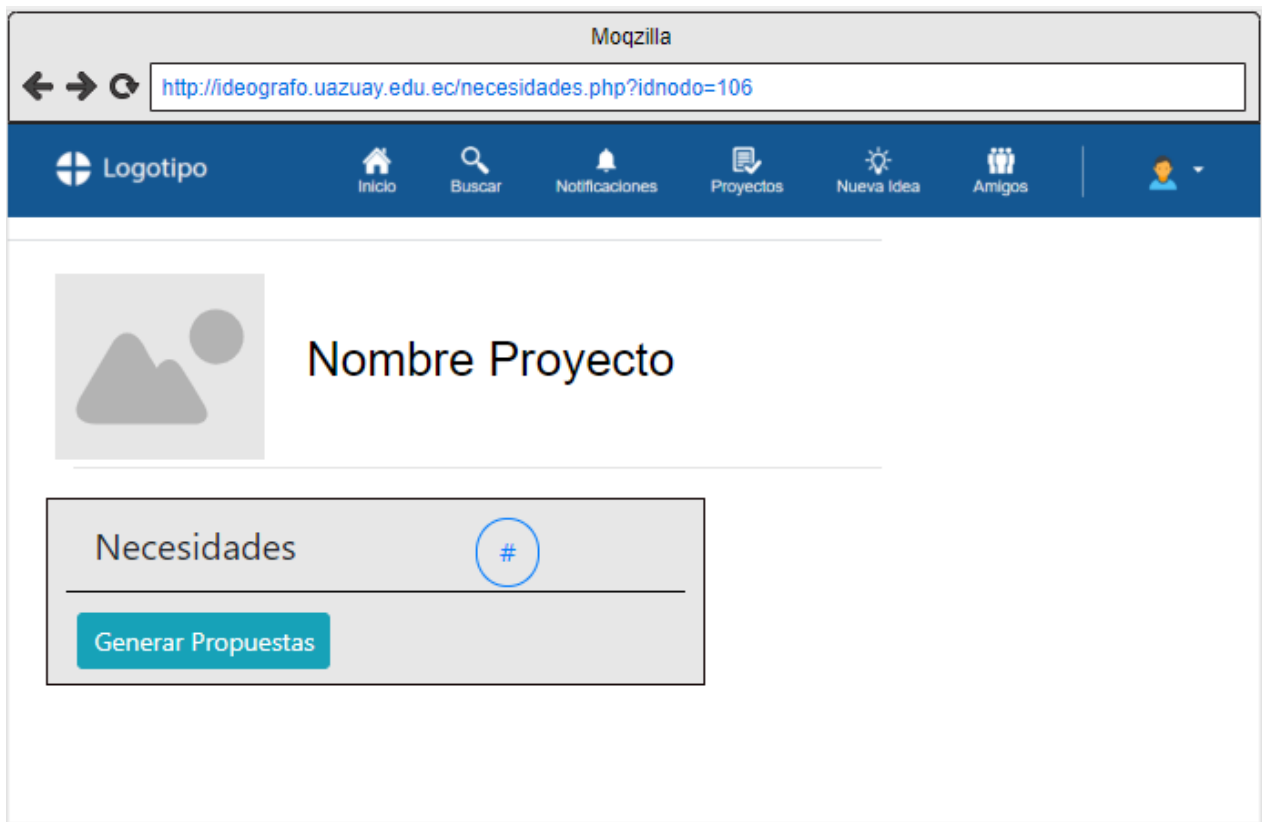 Moqzilla
http://ideografo.uazuay.edu.ec/necesidades.php?idnodo=106
Logotipo
Inicio
Buscar
Notificaciones
Proyectos
Nueva Idea
Amigos
Nombre Proyecto
Necesidades
#
Generar Propuestas